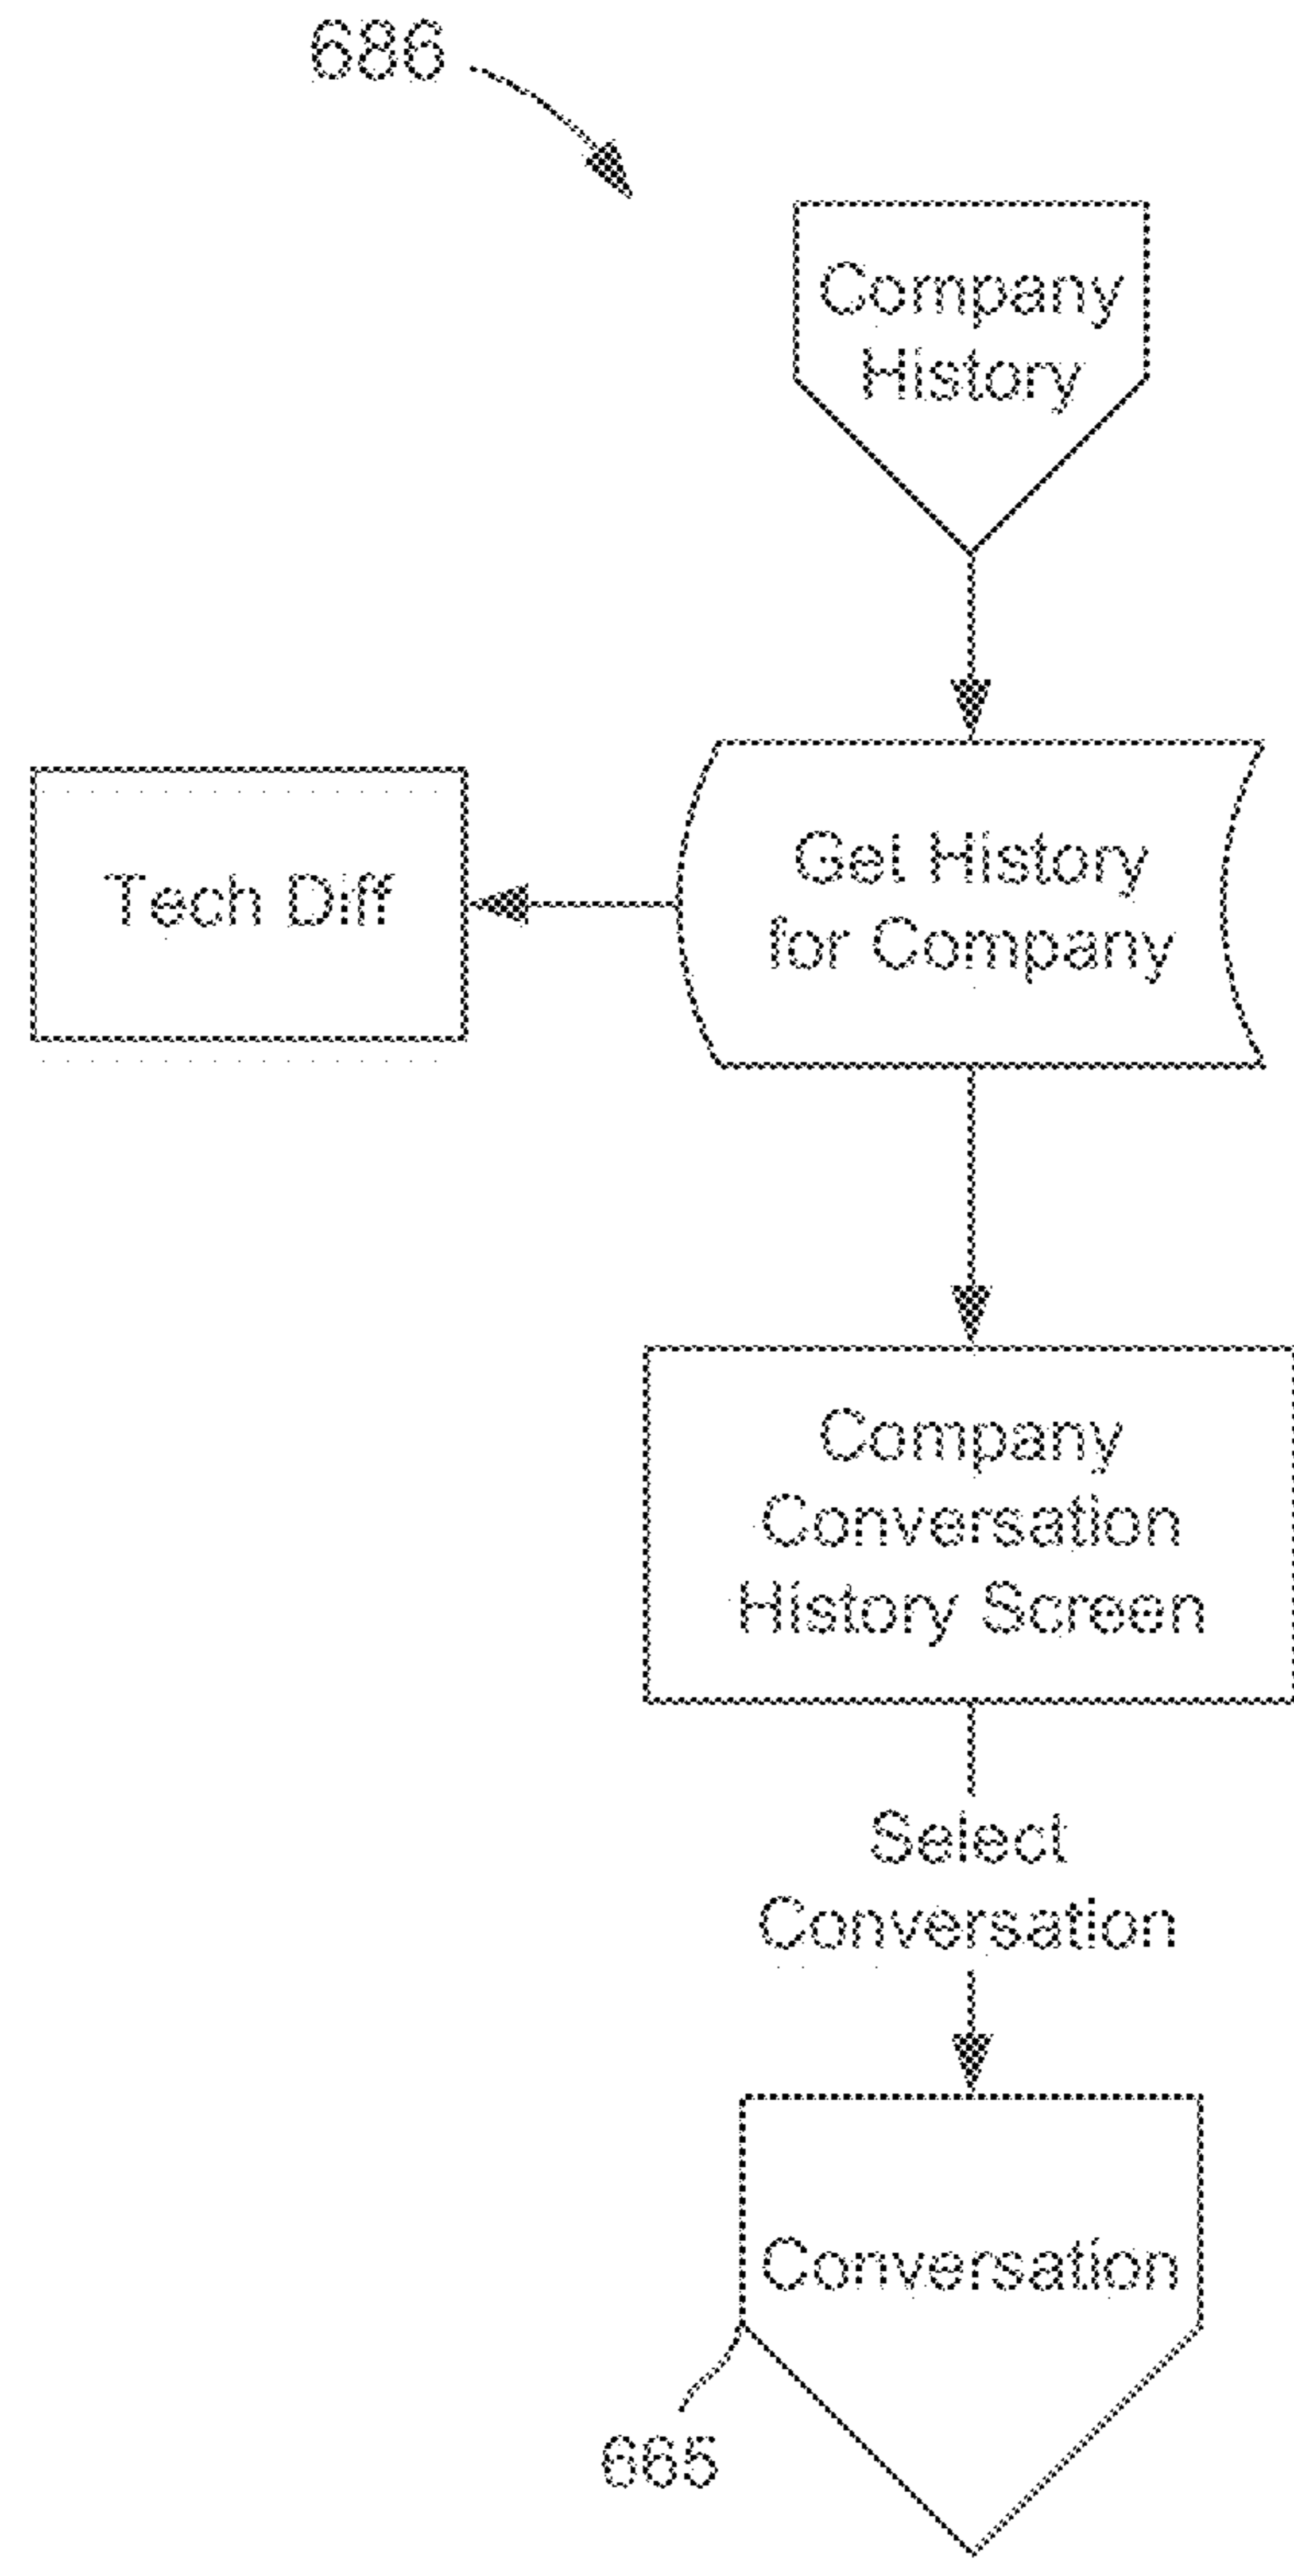 686
Company
History
Tech Diff
Get History
for Company
Company
Conversation
History Screen
Select
Conversation
Conversation
665